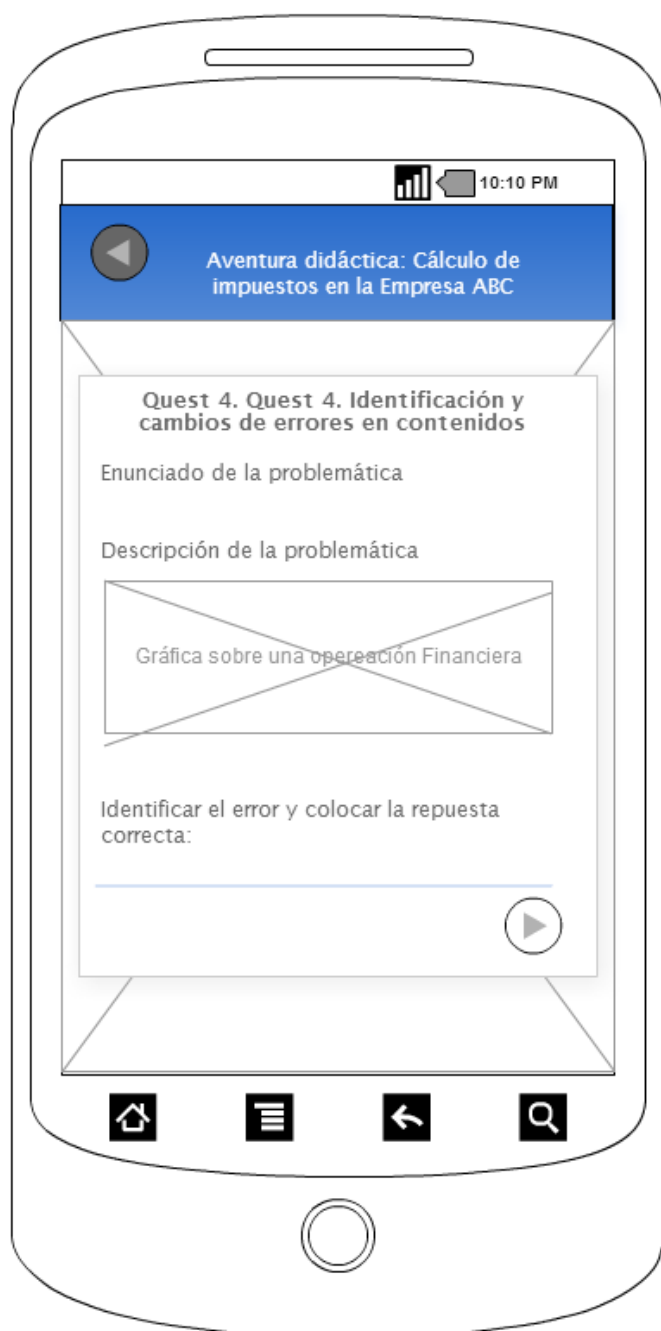 10:10 PM
Aventura didáctica: Cálculo de
impuestos en la Empresa ABC
Quest 4. Quest 4. Identificación y
cambios de errores en contenidos
Enunciado de la problemática
Descripción de la problemática
Gráfica sobre una opereación Financiera
Identificar el error y colocar la repuesta
correcta: